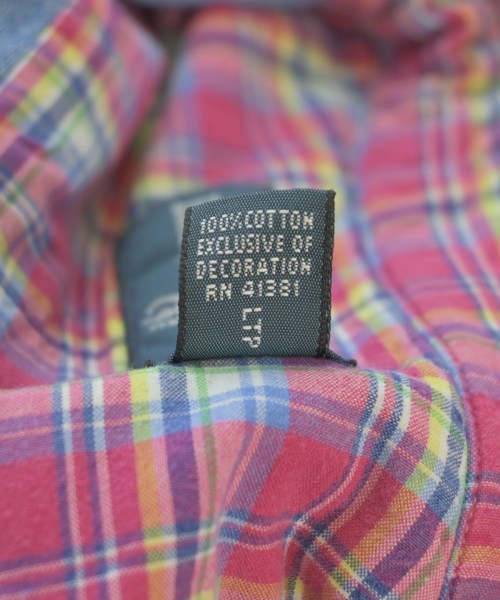 100% COTTON
EXCLUSIVE OF
DECORATION
RN 41381
LTP